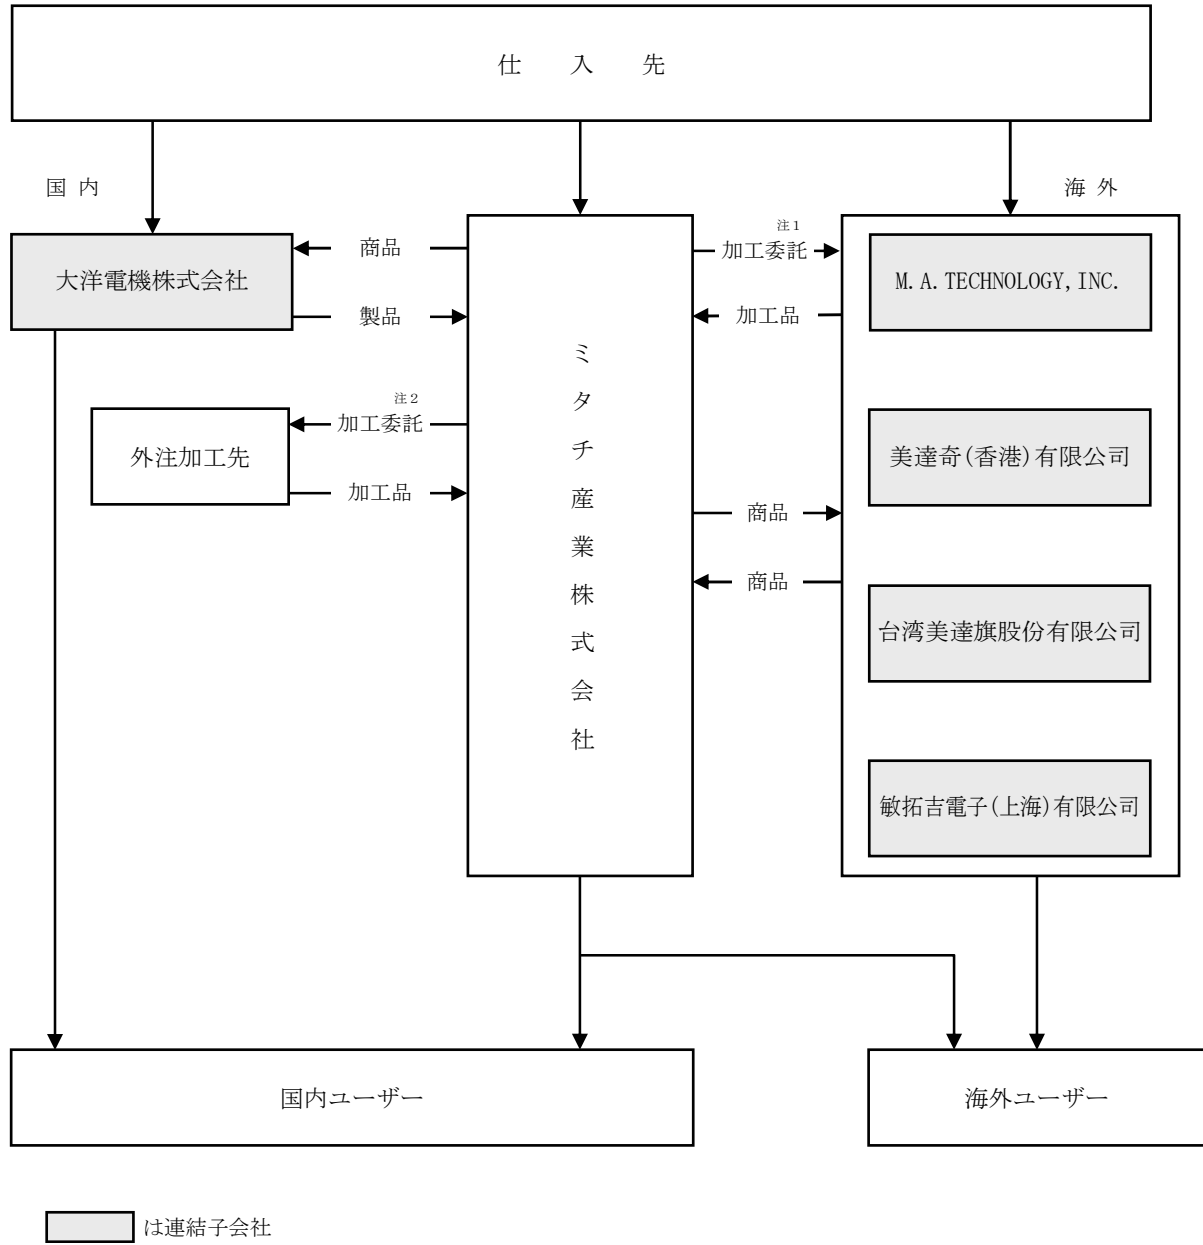 仕 入 先
国 内
海 外
注1
大洋電機株式会社
商品
製品
加工委託
加工品
M.A.TECHNOLOGY,INC.
ミタチ産業株式会社
注2
外注加工先
加工委託
加工品
美達奇(香港)有限公司
商品
商品
台湾美達旗股份有限公司
敏拓吉電子(上海)有限公司
国内ユーザー
海外ユーザー
は連結子会社